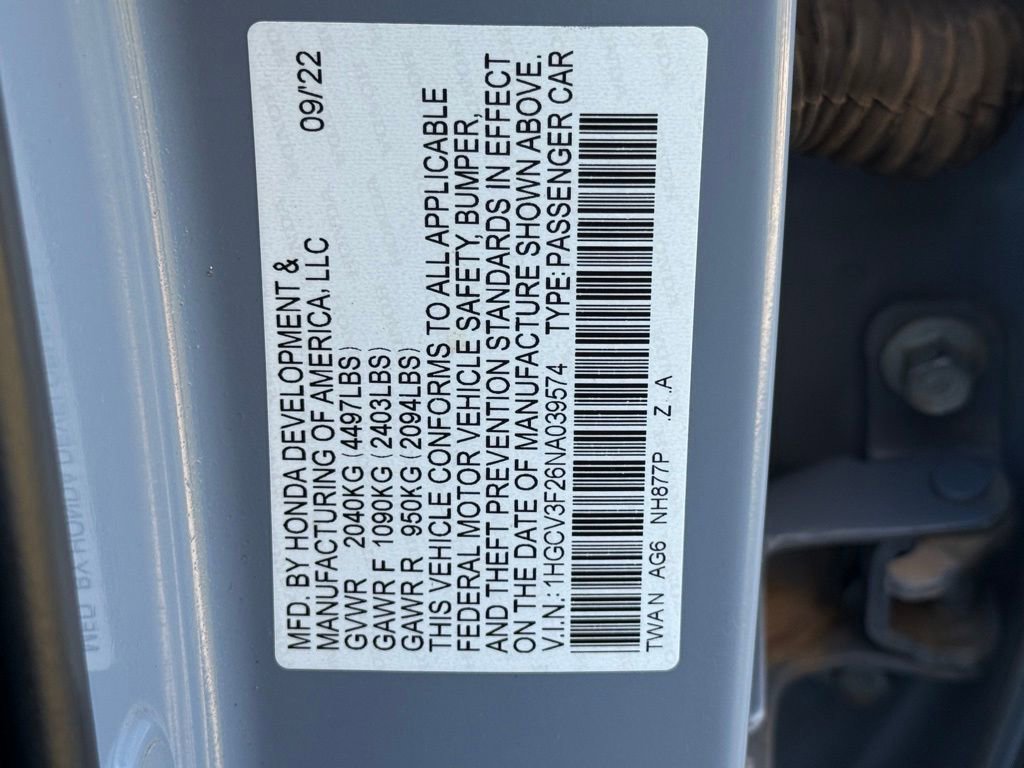 09/'22
MFD. BY HONDA DEVELOPMENT &
MANUFACTURING OF AMERICA, LLC
GVWR 2040KG (4497LBS)
GAWR F 1090KG (2403LBS)
GAWR R 950KG (2094LBS)
THIS VEHICLE CONFORMS TO ALL APPLICABLE
FEDERAL MOTOR VEHICLE SAFETY, BUMPER,
AND THEFT PREVENTION STANDARDS IN EFFECT
ON THE DATE OF MANUFACTURE SHOWN ABOVE.
V.I.N.: 1HGCV3F26NA039574 TYPE:PASSENGER CAR
TWAN AG6 NH877P .Z .A